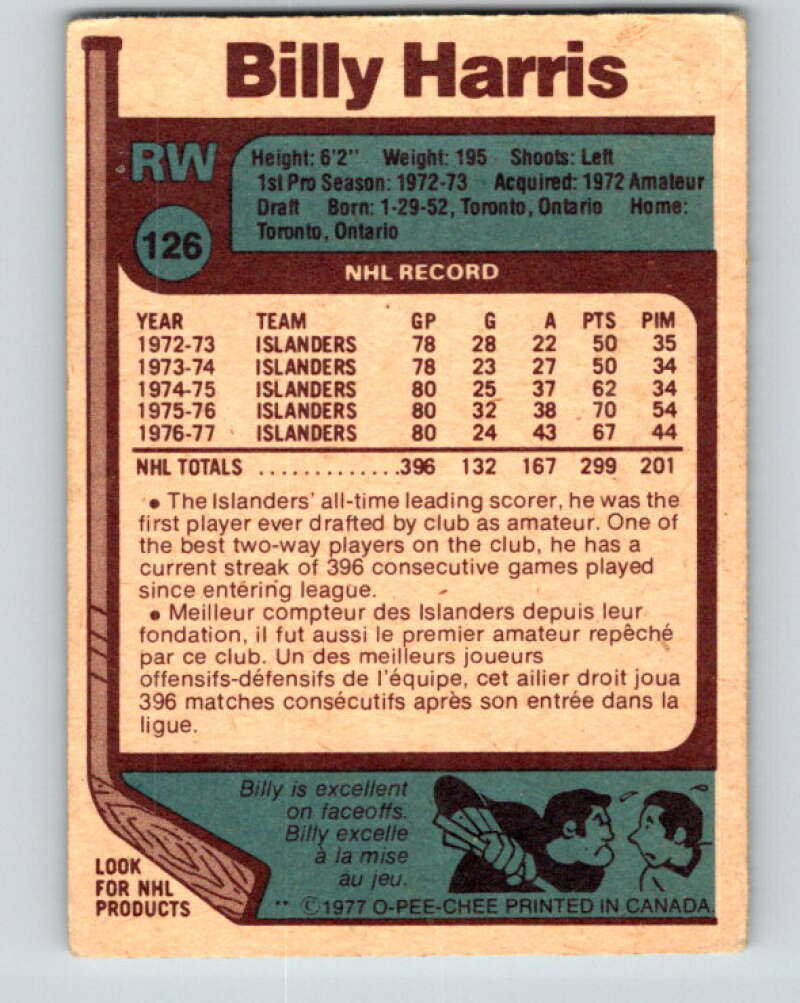 Billy Harris
RW
126
Height: 6'2" Weight: 195 Shoots: Left
1st Pro Season: 1972-73 Acquired: 1972 Amateur
Draft Born: 1-29-52, Toronto, Ontario Home:
Toronto, Ontario
NHL RECORD
YEAR TEAM GP G A PTS PIM
1972-73 ISLANDERS 78 28 22 50 35
1973-74 ISLANDERS 78 23 27 50 34
1974-75 ISLANDERS 80 25 37 62 34
1975-76 ISLANDERS 80 32 38 70 54
1976-77 ISLANDERS 80 24 43 67 44
NHL TOTALS .............396 132 167 299 201
• The Islanders' all-time leading scorer, he was the
first player ever drafted by club as amateur. One of
the best two-way players on the club, he has a
current streak of 396 consecutive games played
since entering league.
• Meilleur compteur des Islanders depuis leur
fondation, il fut aussi le premier amateur repêché
par ce club. Un des meilleurs joueurs
offensifs-défensifs de l'équipe, cet ailier droit joua
396 matches consécutifs après son entrée dans la
ligue.
Billy is excellent
on faceoffs.
Billy excelle
à la mise
au jeu.
LOOK
FOR NHL
PRODUCTS
** ©1977 O-PEE-CHEE PRINTED IN CANADA